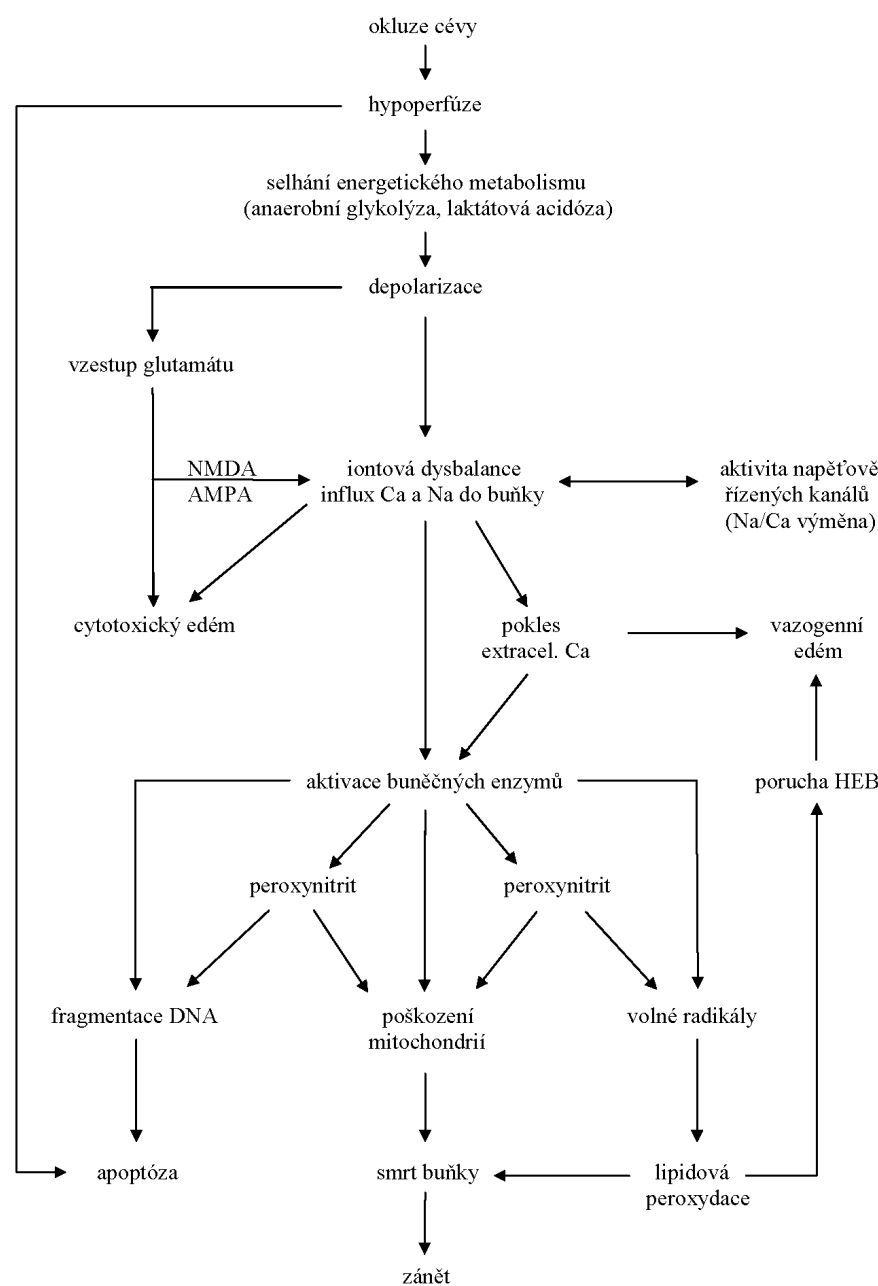 okluze cévy
hypoperfúze
selhání energetického metabolismu
(anaerobní glykolýza, laktátová acidóza)
depolarizace
vzestup glutamátu
NMDA
AMPA
iontová dysbalance
influx Ca a Na do buňky
aktivita napěťově
řízených kanálů
(Na/Ca výměna)
cytotoxický edém
pokles
extracel. Ca
vazogenní
edém
aktivace buněčných enzymů
porucha HEB
peroxynitrit
peroxynitrit
fragmentace DNA
poškození
mitochondrií
volné radikály
apoptóza
smrt buňky
lipidová
peroxydace
zánět